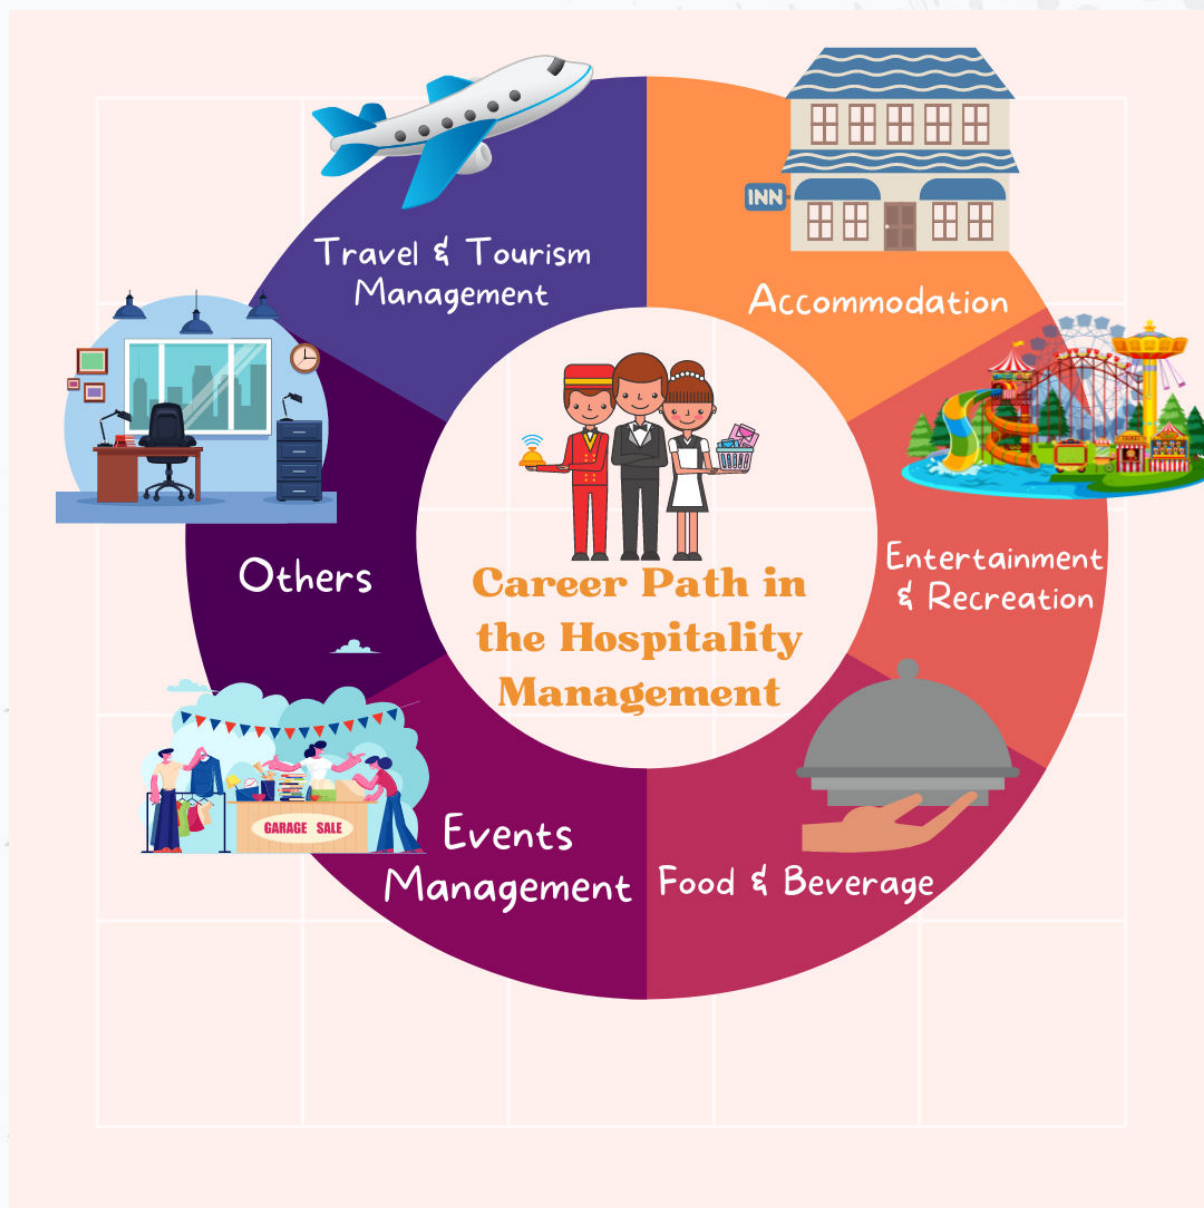 Travel & Tourism
Management
INN
Accommodation
Entertainment
& Recreation
Others
Career Path in
the Hospitality
Management
GARAGE SALE
Events
Management
Food & Beverage